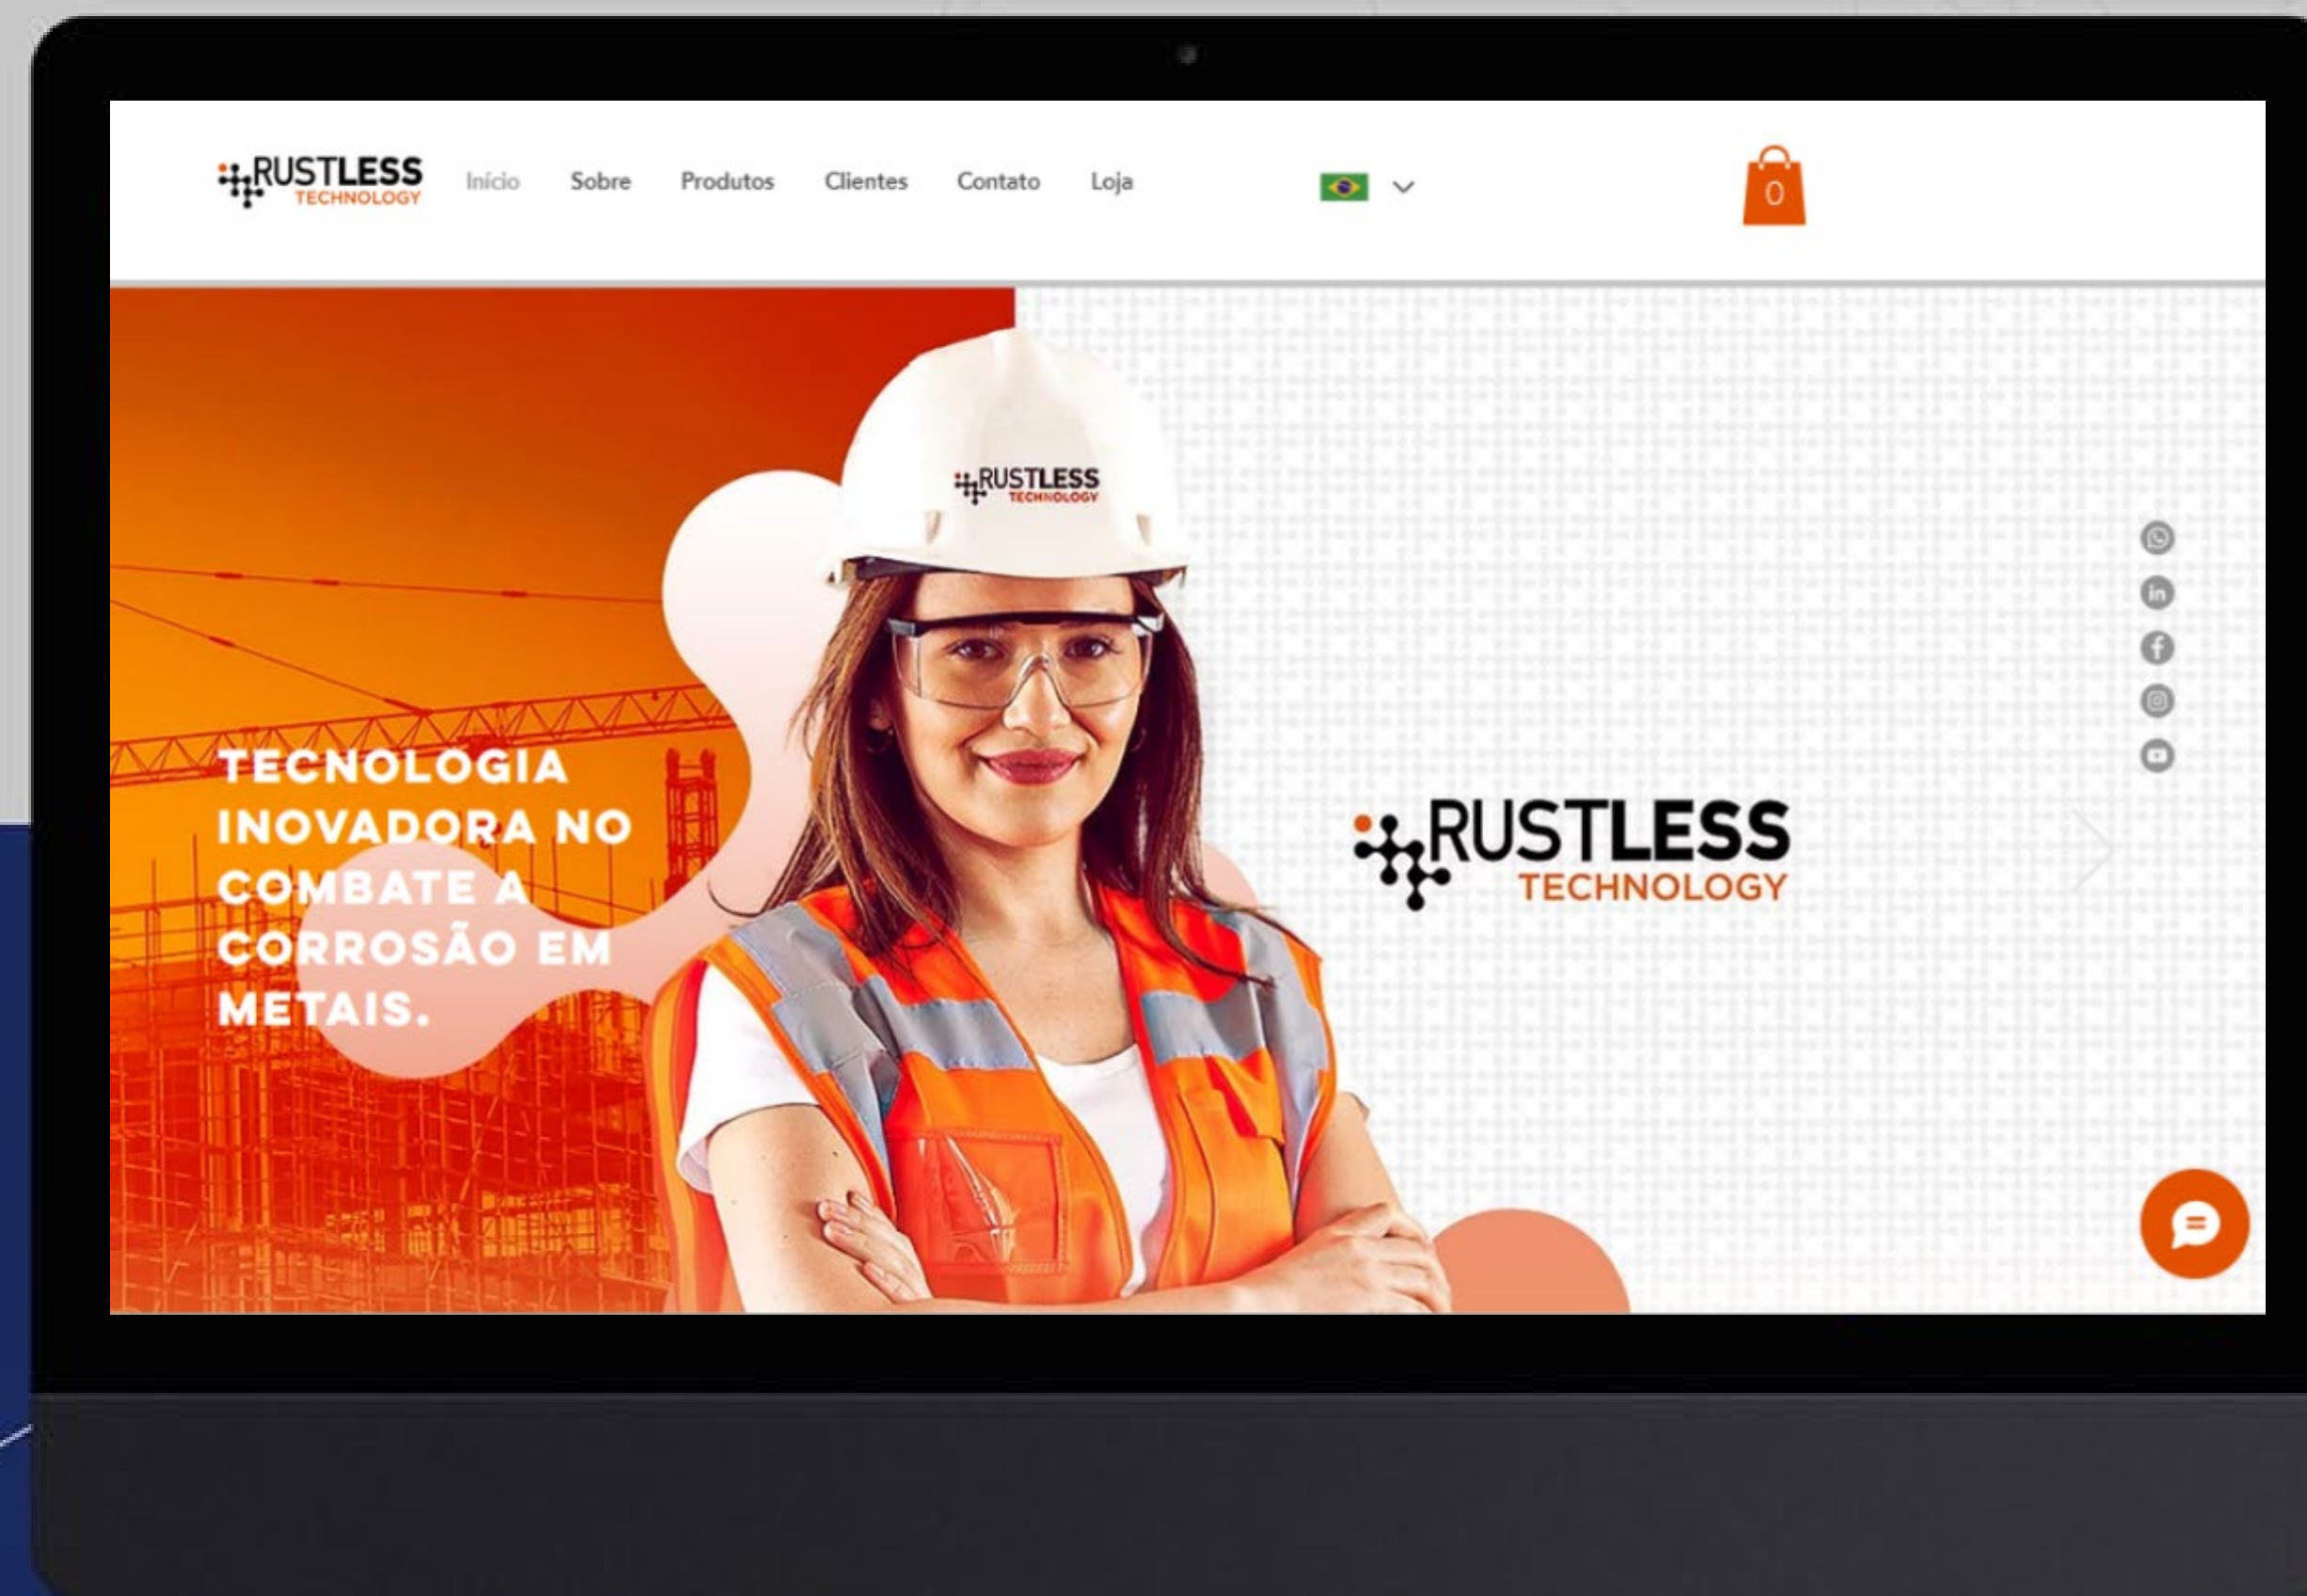 RUSTLESS
TECHNOLOGY
Início Sobre Produtos Clientes Contato Loja
0
RUSTLESS
TECHNOLOGY
TECNOLOGIA
INOVADORA NO
COMBATE A
CORROSÃO EM
METAIS.
RUSTLESS
TECHNOLOGY
in
f